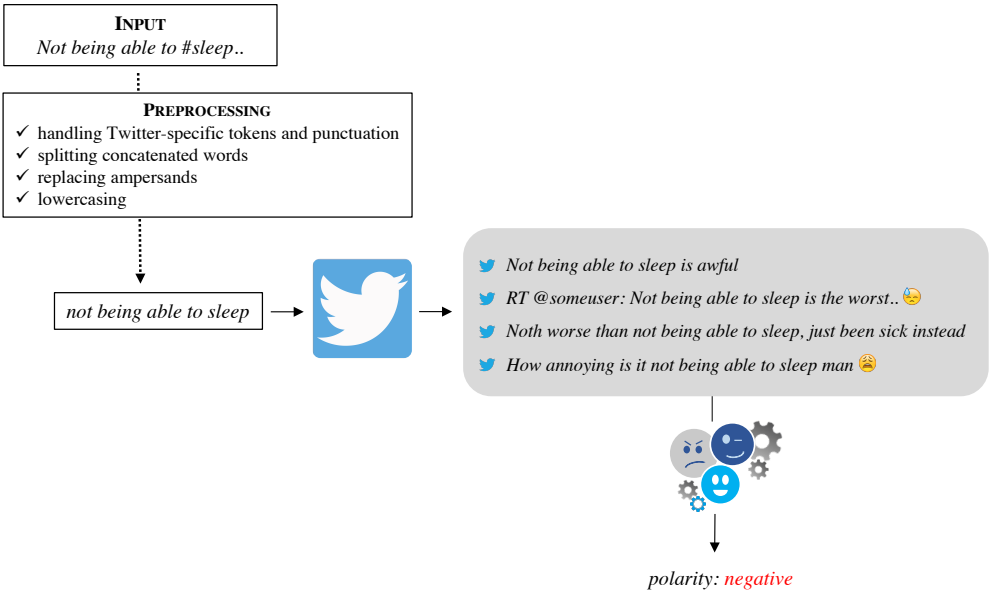 INPUT
Not being able to #sleep..
PREPROCESSING
✓ handling Twitter-specific tokens and punctuation
✓ splitting concatenated words
✓ replacing ampersands
✓ lowercasing
not being able to sleep
Not being able to sleep is awful
RT @someuser: Not being able to sleep is the worst.. 😓
Noth worse than not being able to sleep, just been sick instead
How annoying is it not being able to sleep man 😩
polarity: negative